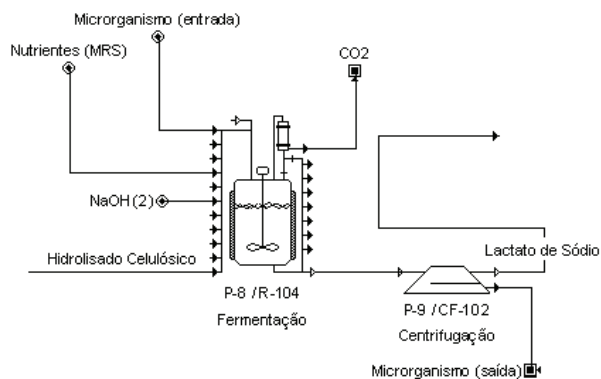 Microrganismo (entrada)
Nutrientes (MRS)
CO2
NaOH (2)
Lactato de Sódio
Hidrolisado Celulósico
P-8 / R-104
Fermentação
P-9 / CF-102
Centrifugação
Microrganismo (saída)